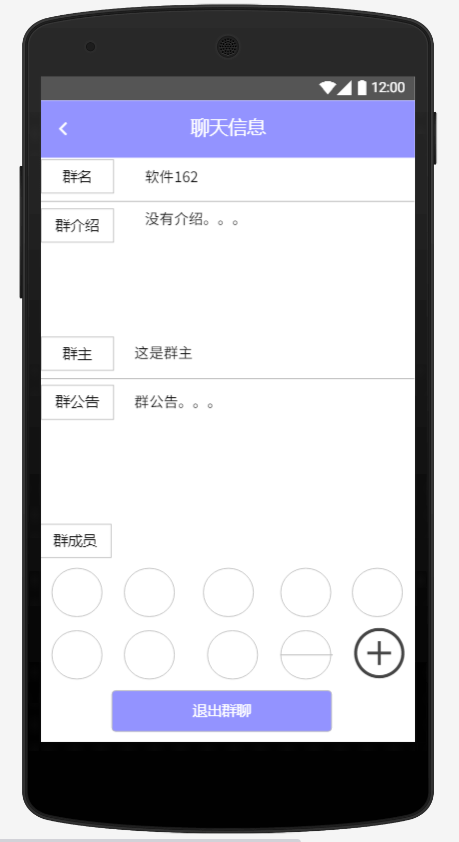 12:00
聊天信息
群名 软件162
群介绍 没有介绍。。。
群主 这是群主
群公告 群公告。。。
群成员
退出群聊